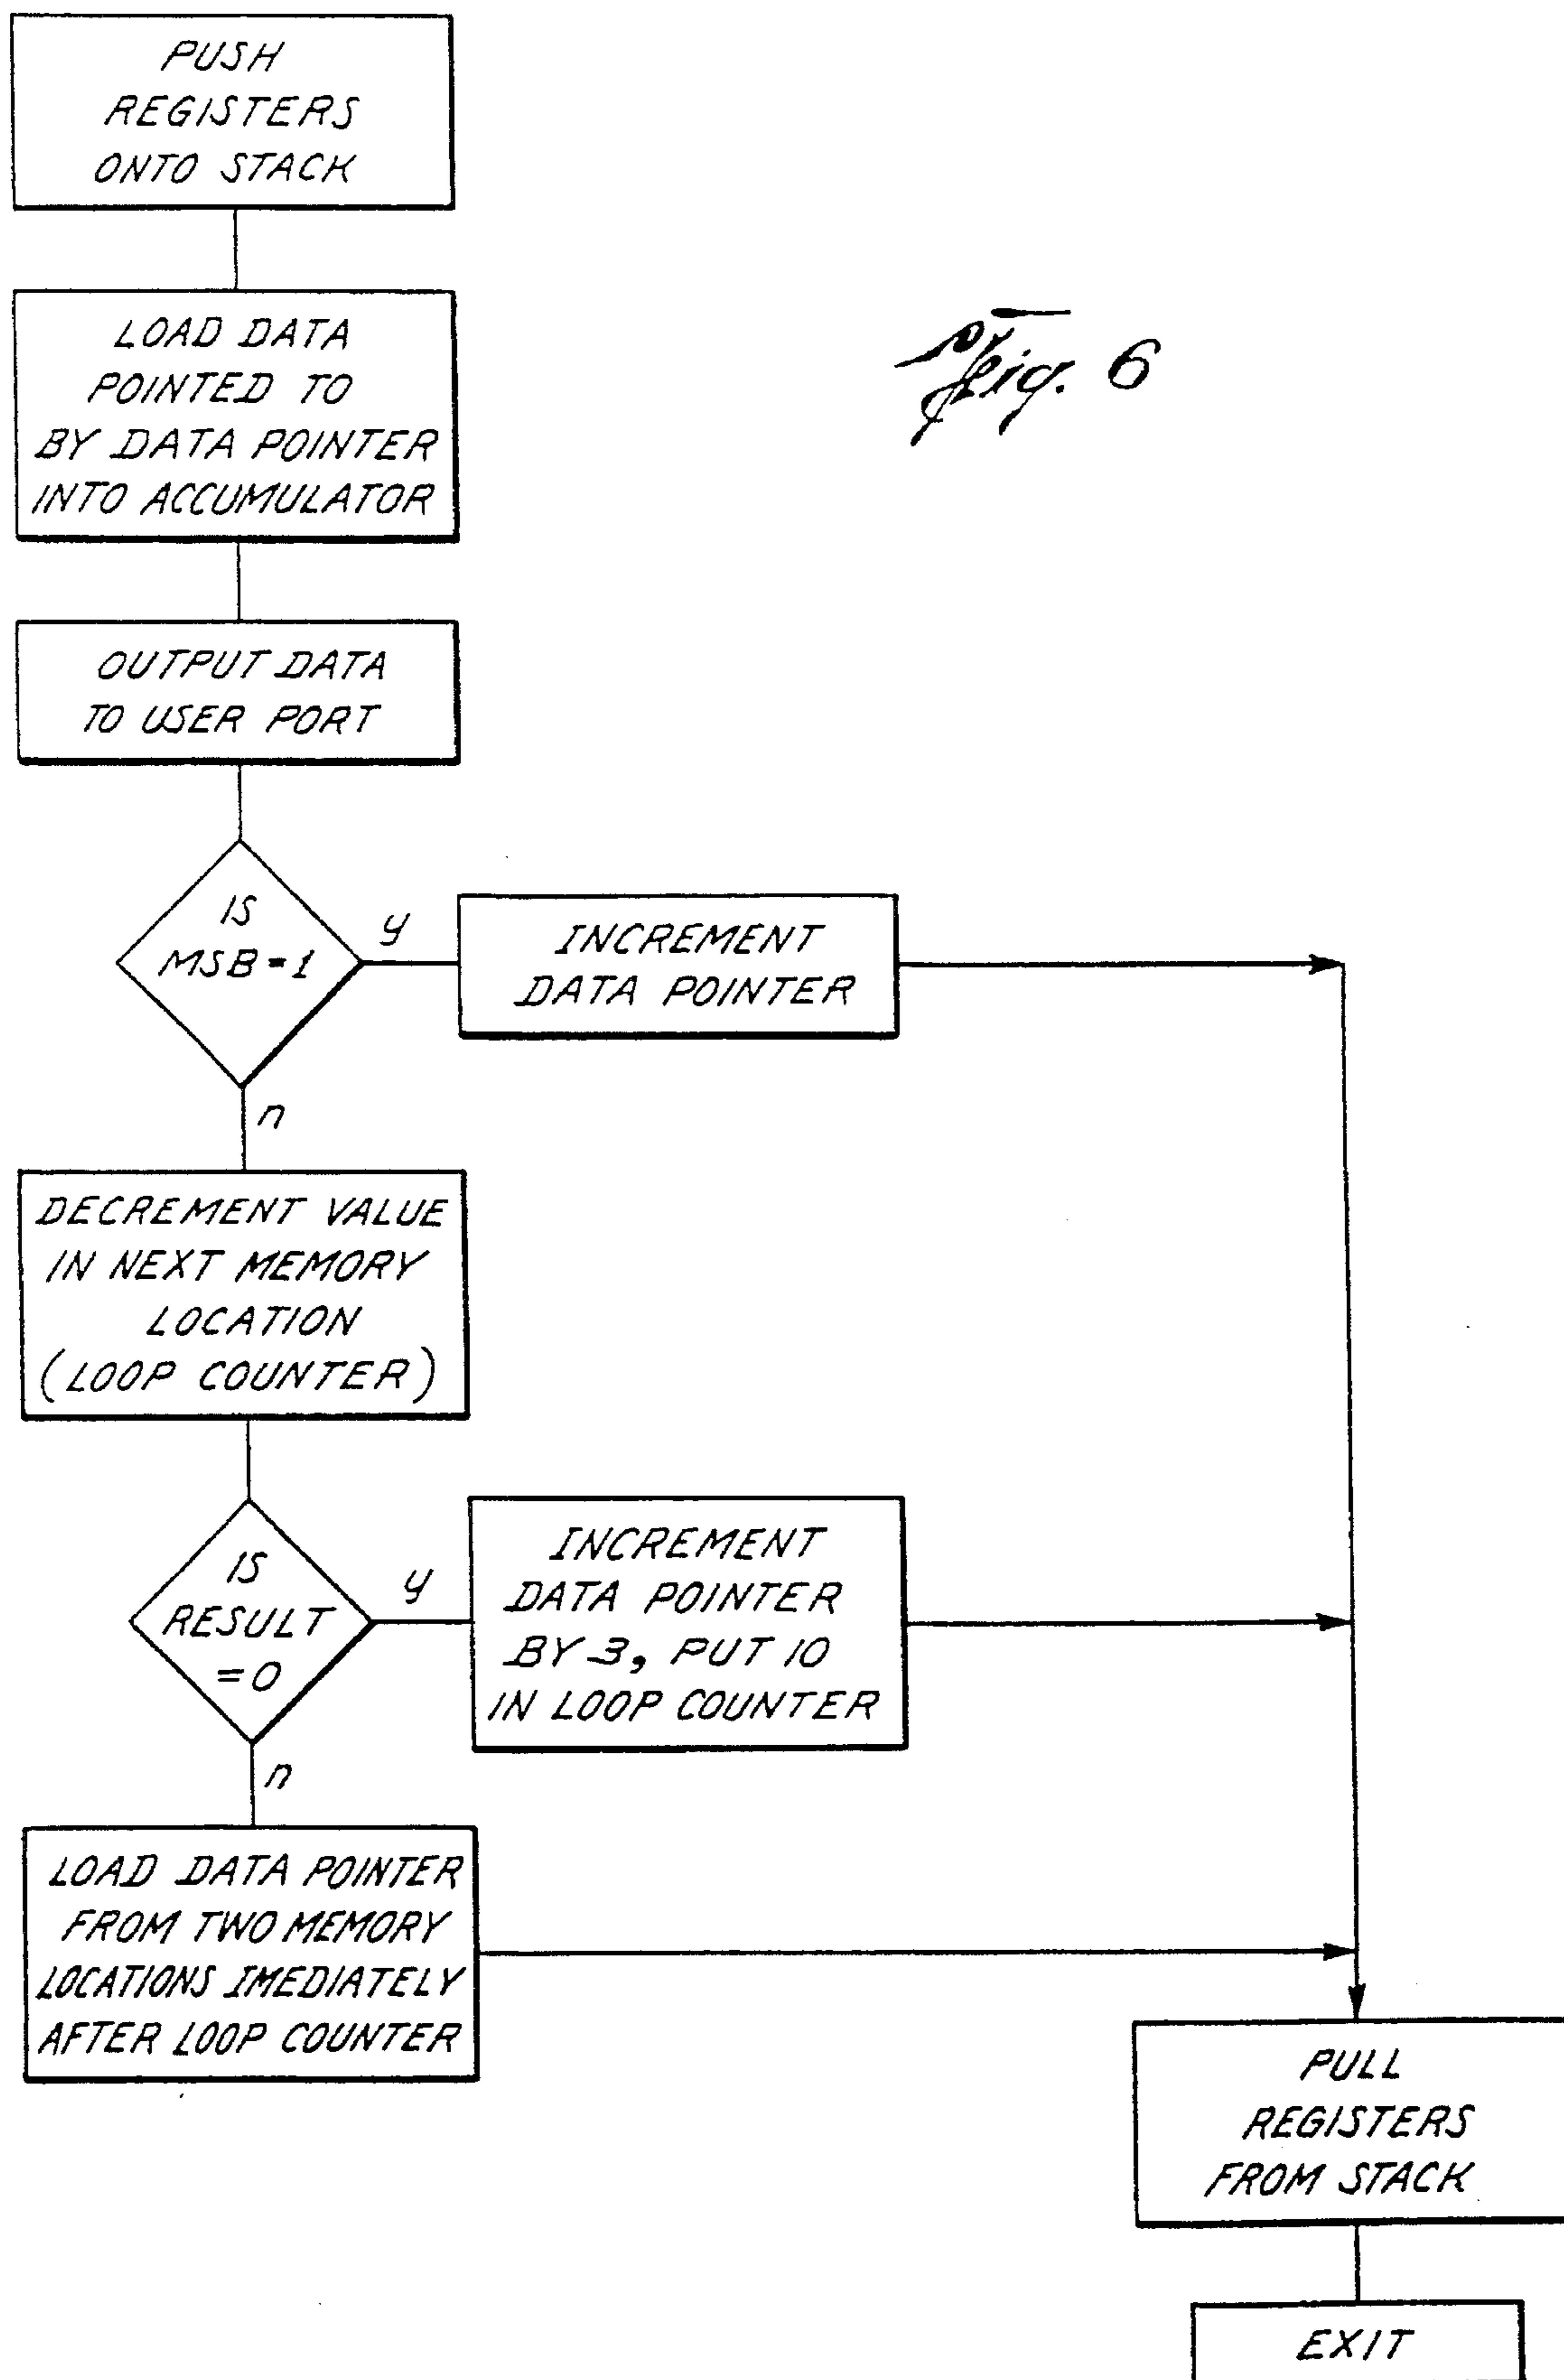 PUSH
REGISTERS
ONTO STACK
LOAD DATA
POINTED TO
BY DATA POINTER
INTO ACCUMULATOR
Fig. 6
OUTPUT DATA
TO USER PORT
IS
MSB=1
y
INCREMENT
DATA POINTER
n
DECREMENT VALUE
IN NEXT MEMORY
LOCATION
(LOOP COUNTER)
IS
RESULT
=0
y
INCREMENT
DATA POINTER
BY 3, PUT 10
IN LOOP COUNTER
n
LOAD DATA POINTER
FROM TWO MEMORY
LOCATIONS IMEDIATELY
AFTER LOOP COUNTER
PULL
REGISTERS
FROM STACK
EXIT